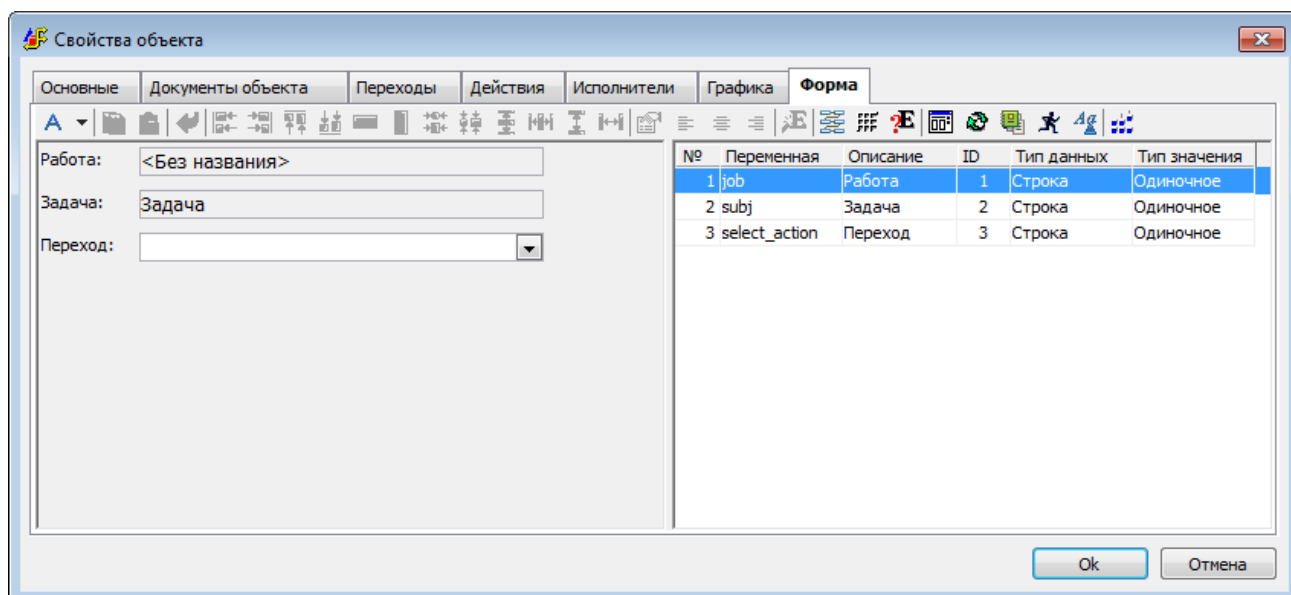 Свойства объекта
Основные Документы объекта Переходы Действия Исполнители Графика Форма
Работа: <Без названия>
Задача: Задача
Переход:
№ Переменная Описание ID Тип данных Тип значения
1 job Работа 1 Строка Одиночное
2 subj Задача 2 Строка Одиночное
3 select_action Переход 3 Строка Одиночное
Ok Отмена